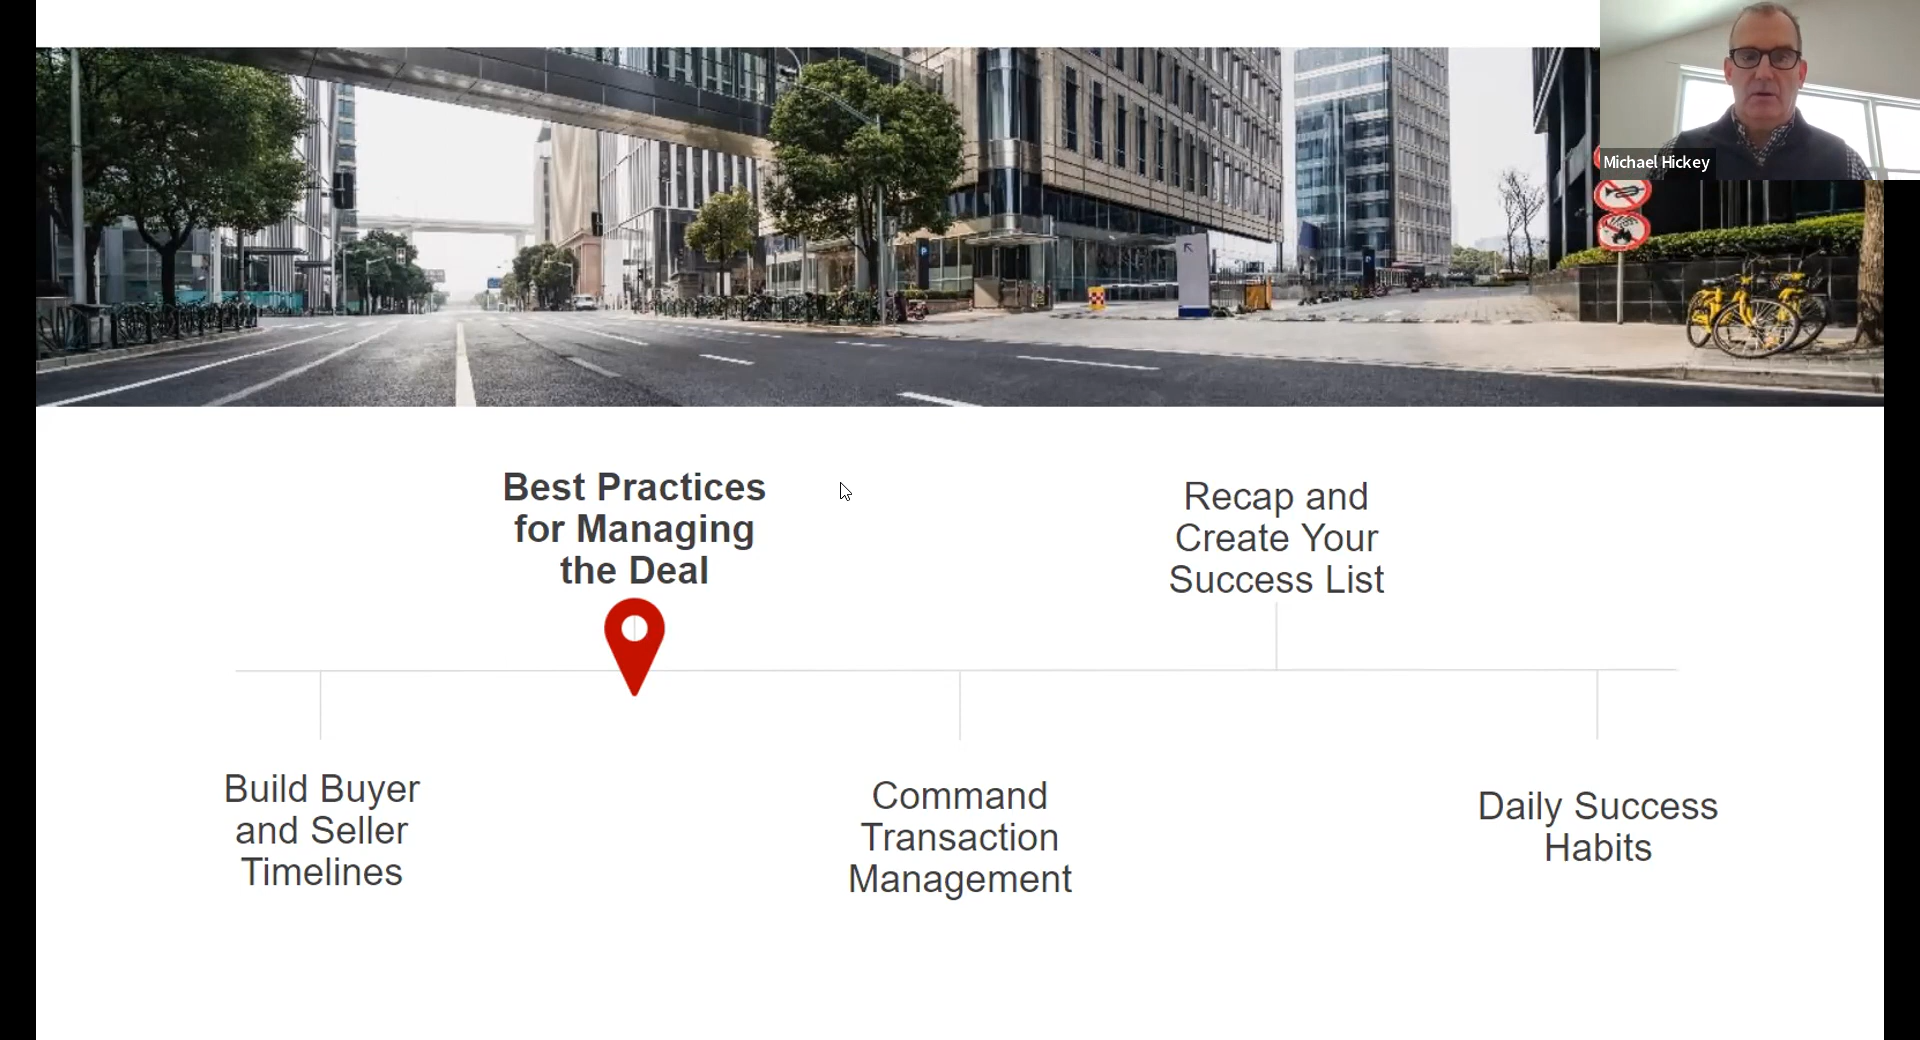 Michael Hickey
Best Practices
for Managing
the Deal
Recap and
Create Your
Success List
Build Buyer
and Seller
Timelines
Command
Transaction
Management
Daily Success
Habits